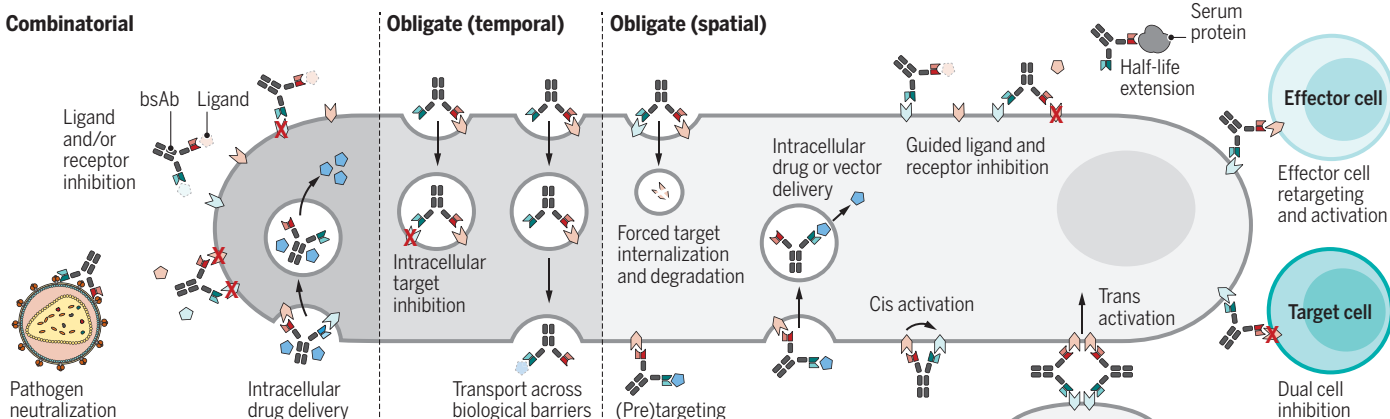 Combinatorial
Obligate (temporal)
Obligate (spatial)
bsAb
Ligand
Ligand
and/or
receptor
inhibition
Pathogen
neutralization
Intracellular
drug delivery
Intracellular
target
inhibition
Transport across
biological barriers
Forced target
internalization
and degradation
(Pre)targeting
Intracellular
drug or vector
delivery
Guided ligand and
receptor inhibition
Cis activation
Trans
activation
Serum
protein
Half-life
extension
Effector cell
Effector cell
retargeting
and activation
Target cell
Dual cell
inhibition